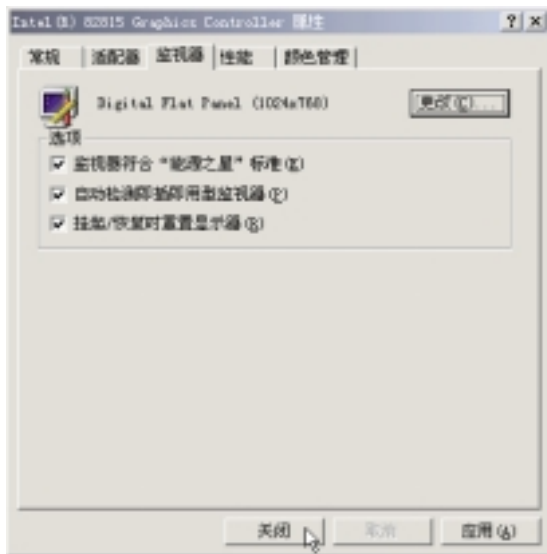 Intel(R) 82815 Graphics Controller 属性
常规 适配器 监视器 性能 颜色管理
Digital Flat Panel (1024x768) 更改(C)...
选项
监视器符合“能源之星”标准(E)
自动检测即插即用型监视器(P)
挂起/恢复时重置显示器(R)
关闭 取消 应用(A)